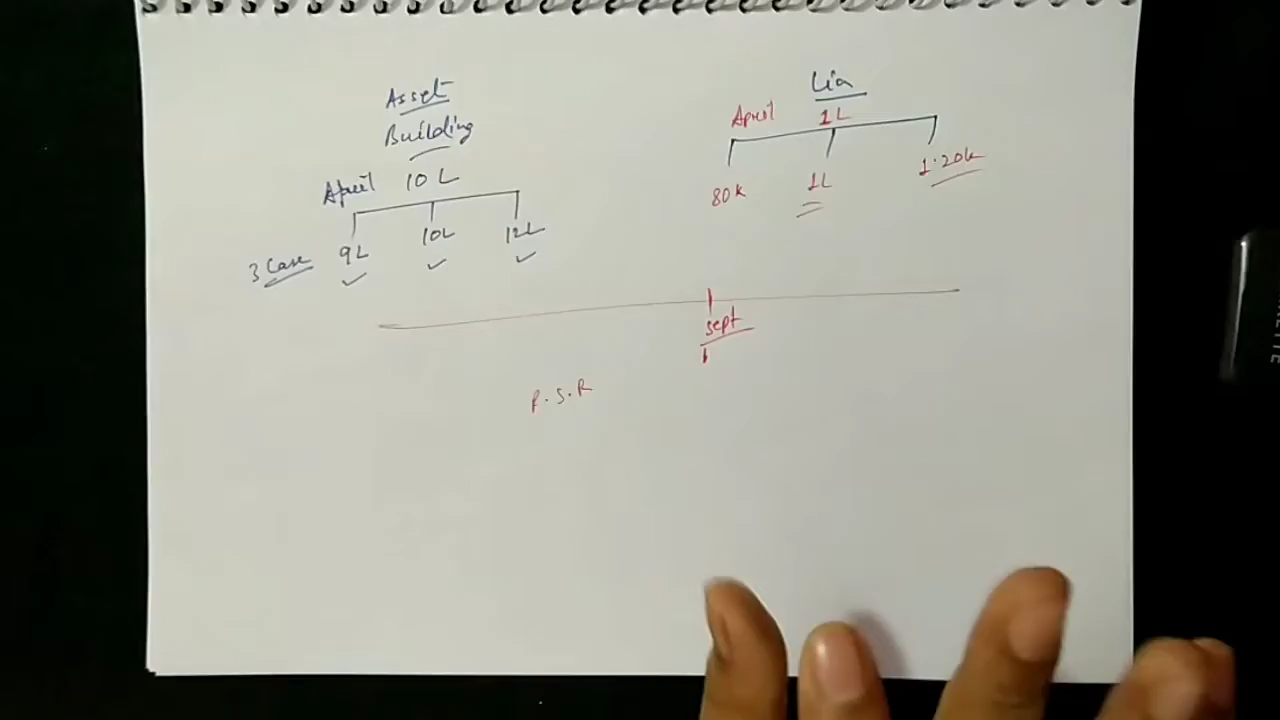 Asset
Building
April 10 L
3 Case 9L 10L 12L
Lia
April 1L
80k 1L 1.20k
sept
P.S.R